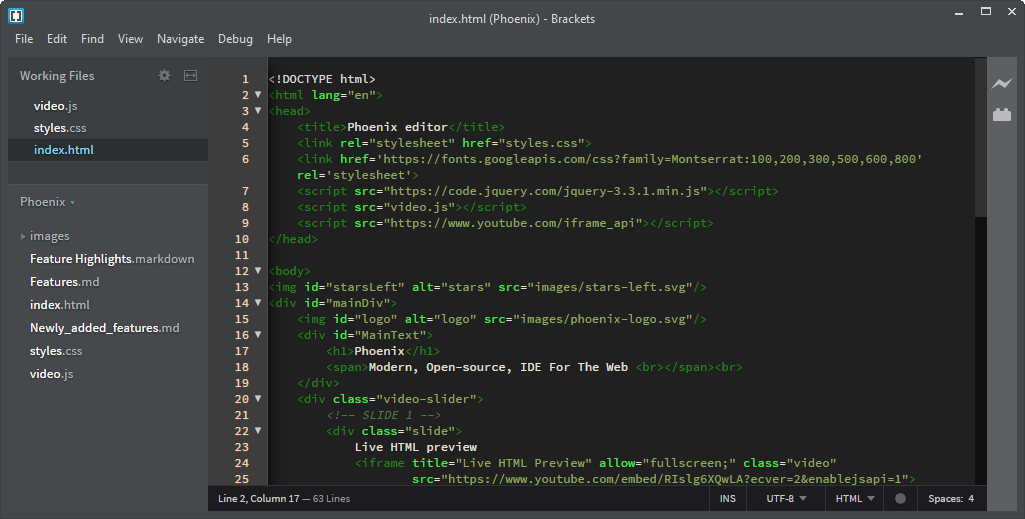 index.html (Phoenix) - Brackets
File Edit Find View Navigate Debug Help
Working Files
video.js
styles.css
index.html
Phoenix
images
Feature Highlights.markdown
Features.md
index.html
Newly_added_features.md
styles.css
video.js
1 <!DOCTYPE html>
2 <html lang="en">
3 <head>
4 <title>Phoenix editor</title>
5 <link rel="stylesheet" href="styles.css">
6 <link href='https://fonts.googleapis.com/css?family=Montserrat:100,200,300,500,600,800'
rel='stylesheet'>
7 <script src="https://code.jquery.com/jquery-3.3.1.min.js"></script>
8 <script src="video.js"></script>
9 <script src="https://www.youtube.com/iframe_api"></script>
10 </head>
11
12 <body>
13 <img id="starsLeft" alt="stars" src="images/stars-left.svg"/>
14 <div id="mainDiv">
15 <img id="logo" alt="logo" src="images/phoenix-logo.svg"/>
16 <div id="MainText">
17 <h1>Phoenix</h1>
18 <span>Modern, Open-source, IDE For The Web <br></span><br>
19 </div>
20 <div class="video-slider">
21 <!-- SLIDE 1 -->
22 <div class="slide">
23 Live HTML preview
24 <iframe title="Live HTML Preview" allow="fullscreen;" class="video"
25 src="https://www.youtube.com/embed/RIslg6XQwLA?ecver=2&enablejsapi=1">
Line 2, Column 17 — 63 Lines INS UTF-8 HTML Spaces: 4